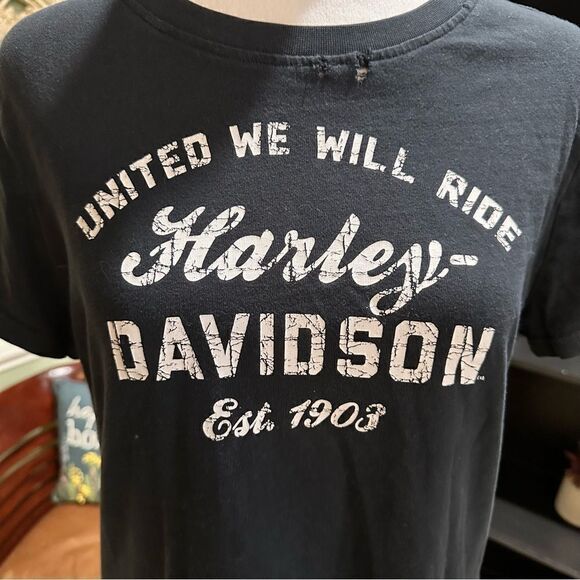 UNITED WE WILL RIDE
Harley-
DAVIDSON
Est. 1903